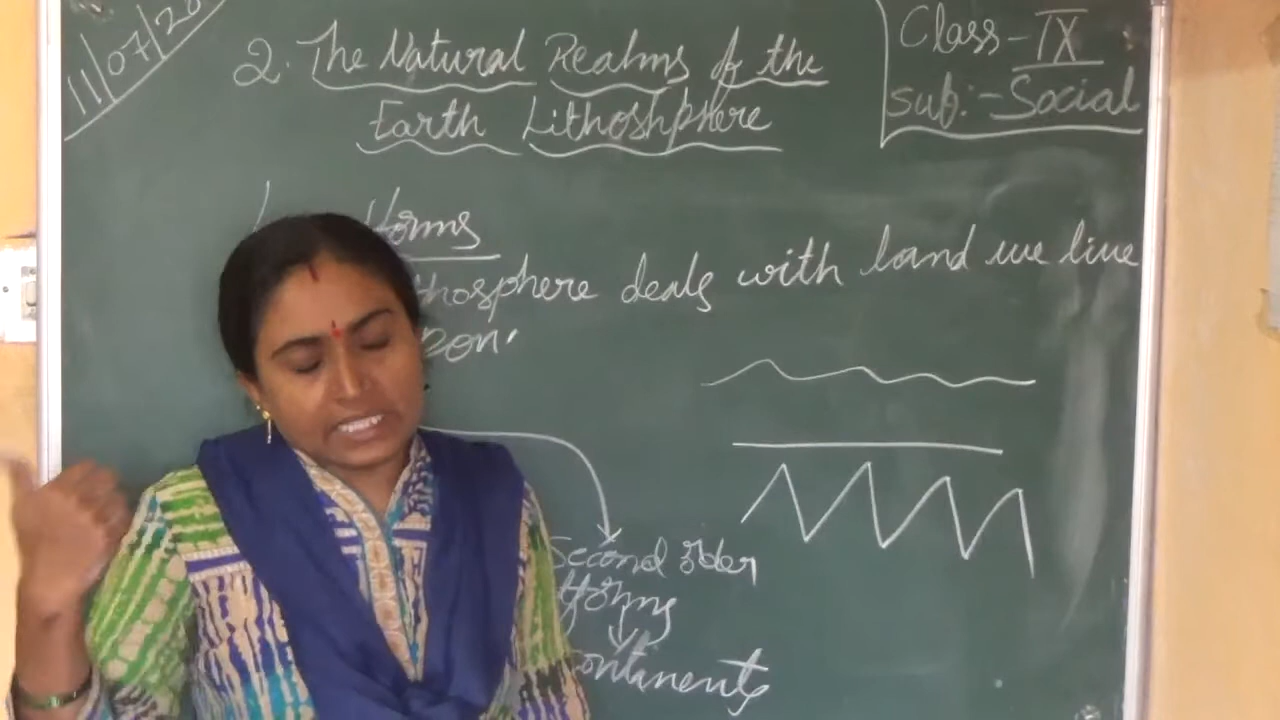 11/07/20
2. The Natural Realms of the
Earth Lithoshphere
Class - IX
Sub:- Social
forms
thosphere deals with land we live
pon.
Second order
forms
continents